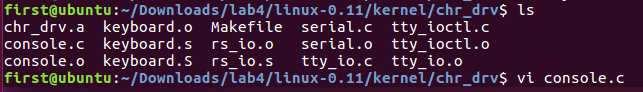 first@ubuntu:~/Downloads/lab4/linux-0.11/kernel/chr_drv$ ls
chr_drv.a  keyboard.o  Makefile  serial.c  tty_ioctl.c
console.c  keyboard.s  rs_io.o   serial.o  tty_ioctl.o
console.o  keyboard.S  rs_io.s   tty_io.c  tty_io.o
first@ubuntu:~/Downloads/lab4/linux-0.11/kernel/chr_drv$ vi console.c